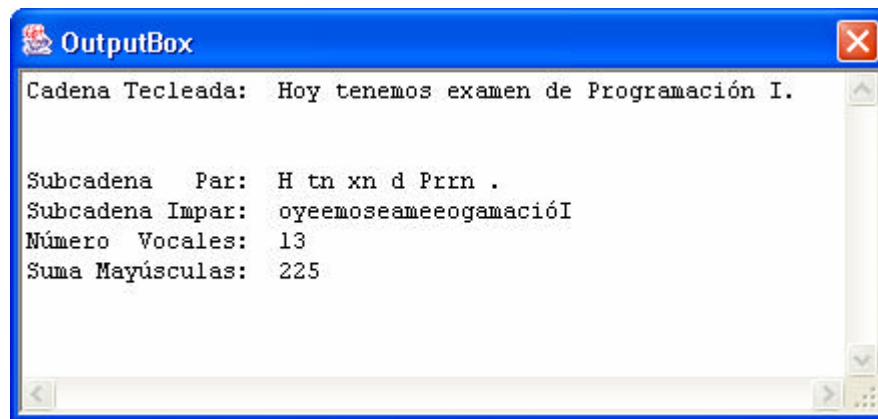 OutputBox
Cadena Tecleada:  Hoy tenemos examen de Programación I.
Subcadena   Par:  H tn xn d Prrn .
Subcadena Impar:  oyeemoseameeogamacióI
Número  Vocales:  13
Suma Mayúsculas:  225